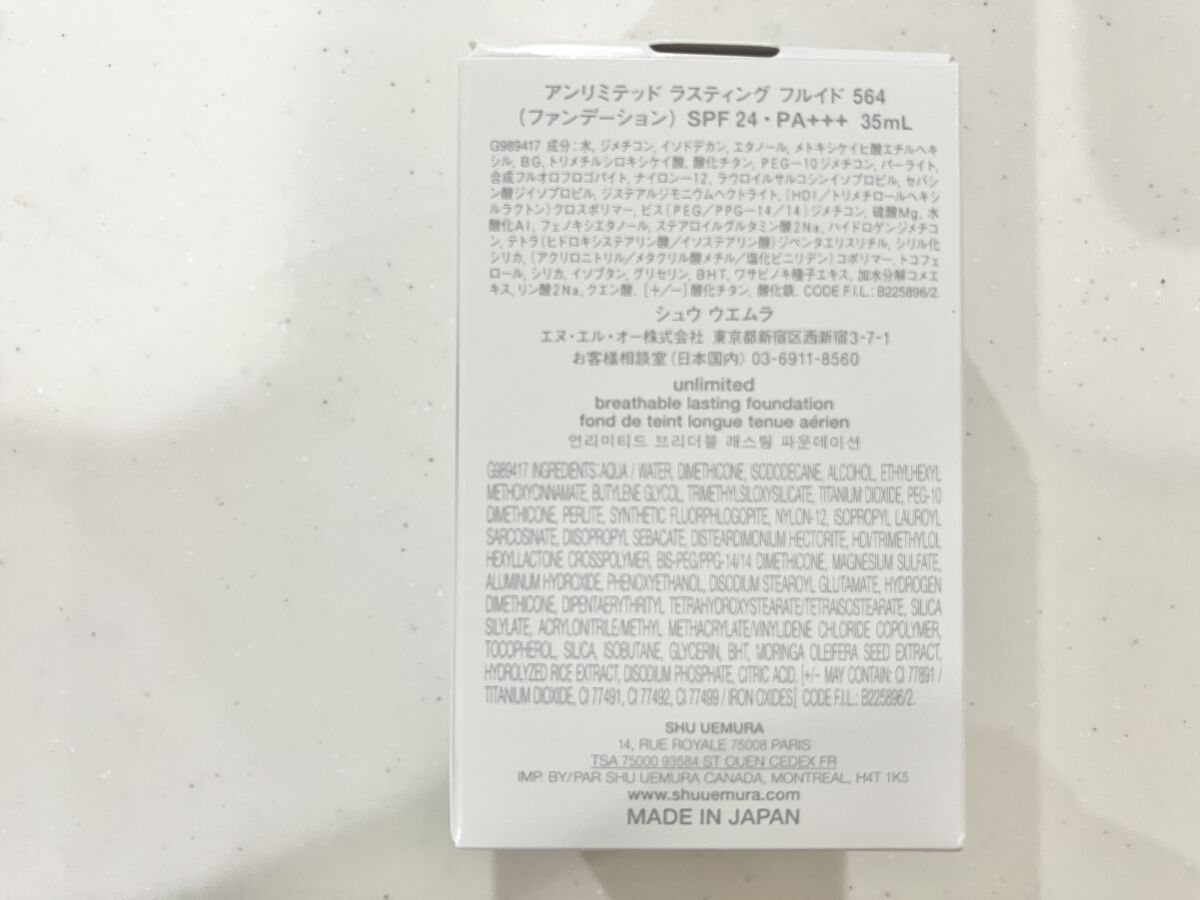 アンリミテッド ラスティング フルイド 564
(ファンデーション) SPF 24・PA+++ 35mL
G989417 成分：水, ジメチコン, イソドデカン, エタノール, メトキシケイヒ酸エチルヘキ
シル, BG, トリメチルシロキシケイ酸, 酸化チタン, PEG－10ジメチコン, パーライト,
合成フルオロフロゴパイト, ナイロン－12, ラウロイルサルコシンイソプロピル, セバシ
ン酸ジイソプロピル, ジステアルジモニウムヘクトライト, (HDI／トリメチロールヘキシ
ルラクトン)クロスポリマー, ビス(PEG／PPG－14／14)ジメチコン, 硫酸Mg, 水
酸化Al, フェノキシエタノール, ステアロイルグルタミン酸2Na, ハイドロゲンジメチコ
ン, テトラ(ヒドロキシステアリン酸／イソステアリン酸)ジペンタエリスリチル, シリル化
シリカ, (アクリロニトリル／メタクリル酸メチル／塩化ビニリデン)コポリマー, トコフェ
ロール, シリカ, イソブタン, グリセリン, BHT, ワサビノキ種子エキス, 加水分解コメエ
キス, リン酸2Na, クエン酸. [＋／－]酸化チタン, 酸化鉄. CODE F.I.L.: B225896/2.
シュウ ウエムラ
エヌ・エル・オー株式会社 東京都新宿区西新宿3-7-1
お客様相談室(日本国内) 03-6911-8560
unlimited
breathable lasting foundation
fond de teint longue tenue aérien
언리미티드 브리더블 래스팅 파운데이션
G989417 INGREDIENTS: AQUA / WATER, DIMETHICONE, ISODODECANE, ALCOHOL, ETHYLHEXYL
METHOXYCINNAMATE, BUTYLENE GLYCOL, TRIMETHYLSILOXYSILICATE, TITANIUM DIOXIDE, PEG-10
DIMETHICONE, PERLITE, SYNTHETIC FLUORPHLOGOPITE, NYLON-12, ISOPROPYL LAUROYL
SARCOSINATE, DIISOPROPYL SEBACATE, DISTEARDIMONIUM HECTORITE, HDI/TRIMETHYLOL
HEXYLLACTONE CROSSPOLYMER, BIS-PEG/PPG-14/14 DIMETHICONE, MAGNESIUM SULFATE,
ALUMINUM HYDROXIDE, PHENOXYETHANOL, DISODIUM STEAROYL GLUTAMATE, HYDROGEN
DIMETHICONE, DIPENTAERYTHRITYL TETRAHYDROXYSTEARATE/TETRAISOSTEARATE, SILICA
SILYLATE, ACRYLONITRILE/METHYL METHACRYLATE/VINYLIDENE CHLORIDE COPOLYMER,
TOCOPHEROL, SILICA, ISOBUTANE, GLYCERIN, BHT, MORINGA OLEIFERA SEED EXTRACT,
HYDROLYZED RICE EXTRACT, DISODIUM PHOSPHATE, CITRIC ACID. [+/- MAY CONTAIN: CI 77891 /
TITANIUM DIOXIDE, CI 77491, CI 77492, CI 77499 / IRON OXIDES] CODE F.I.L.: B225896/2.
SHU UEMURA
14, RUE ROYALE 75008 PARIS
TSA 75000 93584 ST OUEN CEDEX FR
IMP. BY/PAR SHU UEMURA CANADA, MONTREAL, H4T 1K5
www.shuuemura.com
MADE IN JAPAN